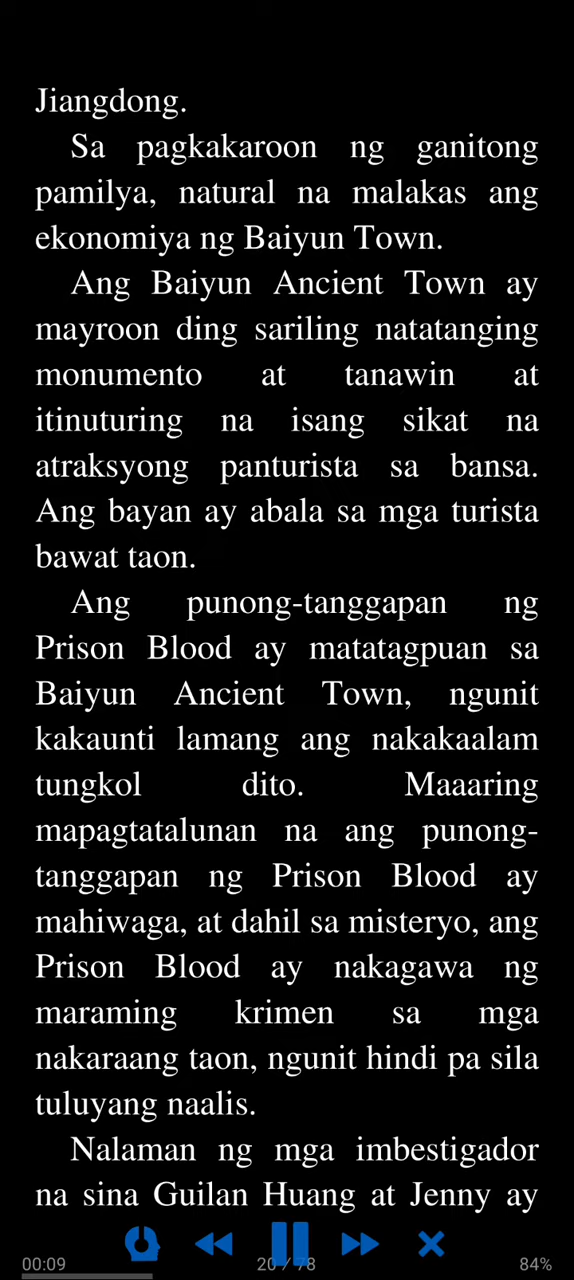 Jiangdong.
Sa pagkakaroon ng ganitong
pamilya, natural na malakas ang
ekonomiya ng Baiyun Town.
Ang Baiyun Ancient Town ay
mayroon ding sariling natatanging
monumento at tanawin at
itinuturing na isang sikat na
atraksyong panturista sa bansa.
Ang bayan ay abala sa mga turista
bawat taon.
Ang punong-tanggapan ng
Prison Blood ay matatagpuan sa
Baiyun Ancient Town, ngunit
kakaunti lamang ang nakakaalam
tungkol dito. Maaaring
mapagtatalunan na ang punong-
tanggapan ng Prison Blood ay
mahiwaga, at dahil sa misteryo, ang
Prison Blood ay nakagawa ng
maraming krimen sa mga
nakaraang taon, ngunit hindi pa sila
tuluyang naalis.
Nalaman ng mga imbestigador
na sina Guilan Huang at Jenny ay
00:09 20 / 78 84%